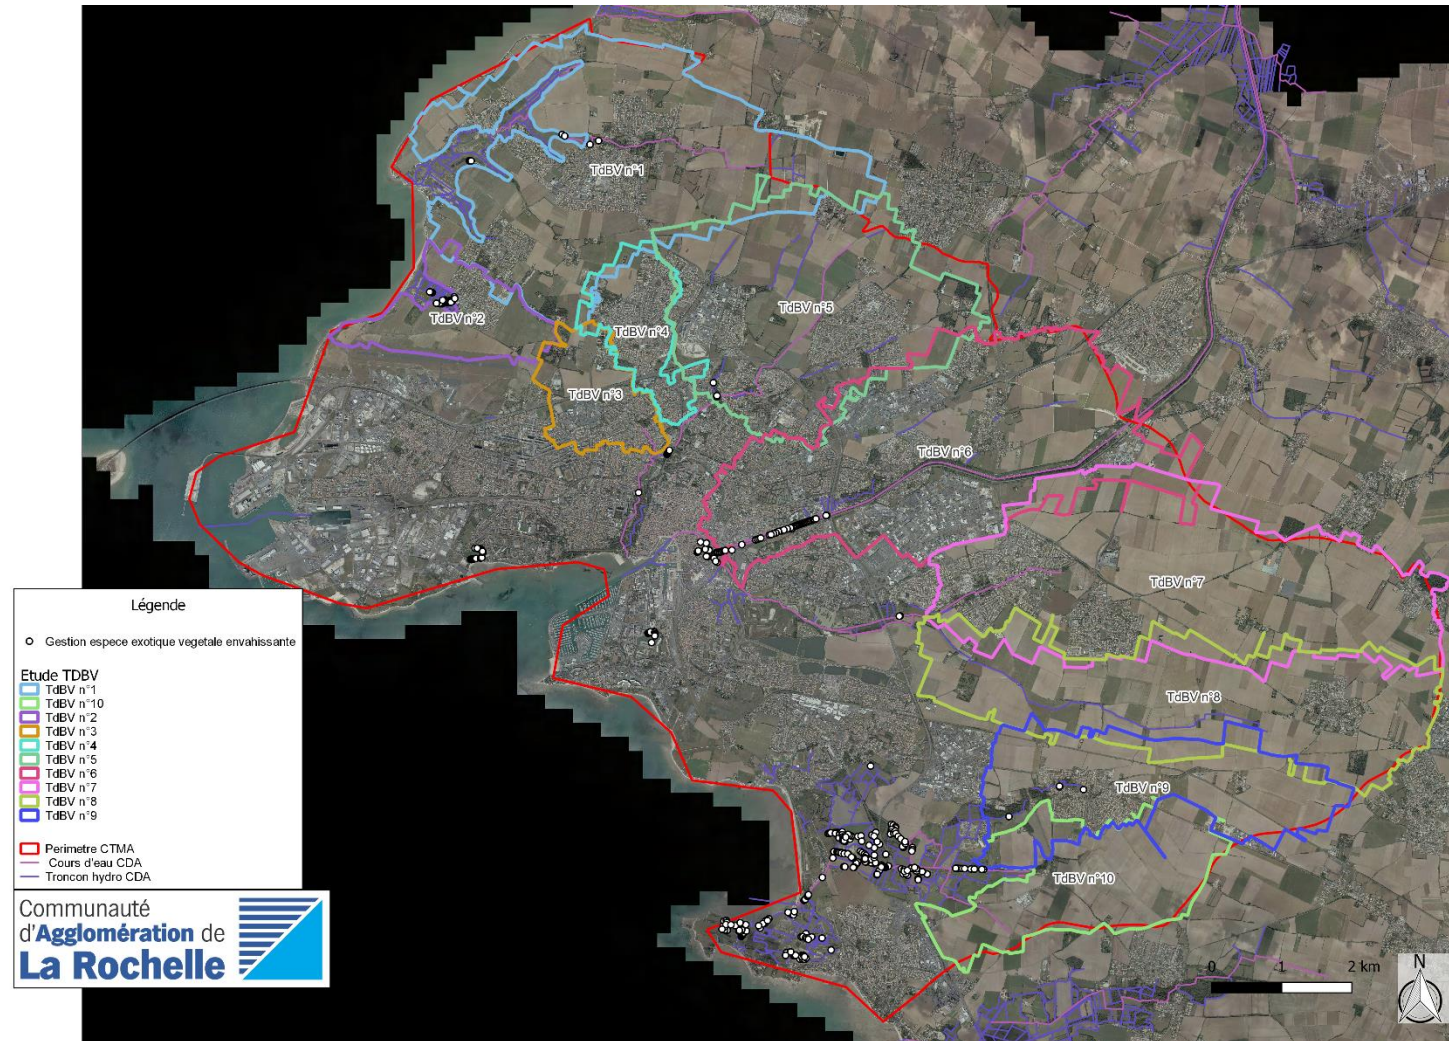 TdBV n°1
TdBV n°5
TdBV n°2
TdBV n°4
TdBV n°3
TdBV n°6
TdBV n°7
TdBV n°8
TdBV n°9
TdBV n°10
Légende
Gestion espece exotique vegetale envahissante
Etude TDBV
TdBV n°1
TdBV n°10
TdBV n°2
TdBV n°3
TdBV n°4
TdBV n°5
TdBV n°6
TdBV n°7
TdBV n°8
TdBV n°9
Perimetre CTMA
Cours d'eau CDA
Troncon hydro CDA
Communauté
d'Agglomération de
La Rochelle
0 1 2 km
N